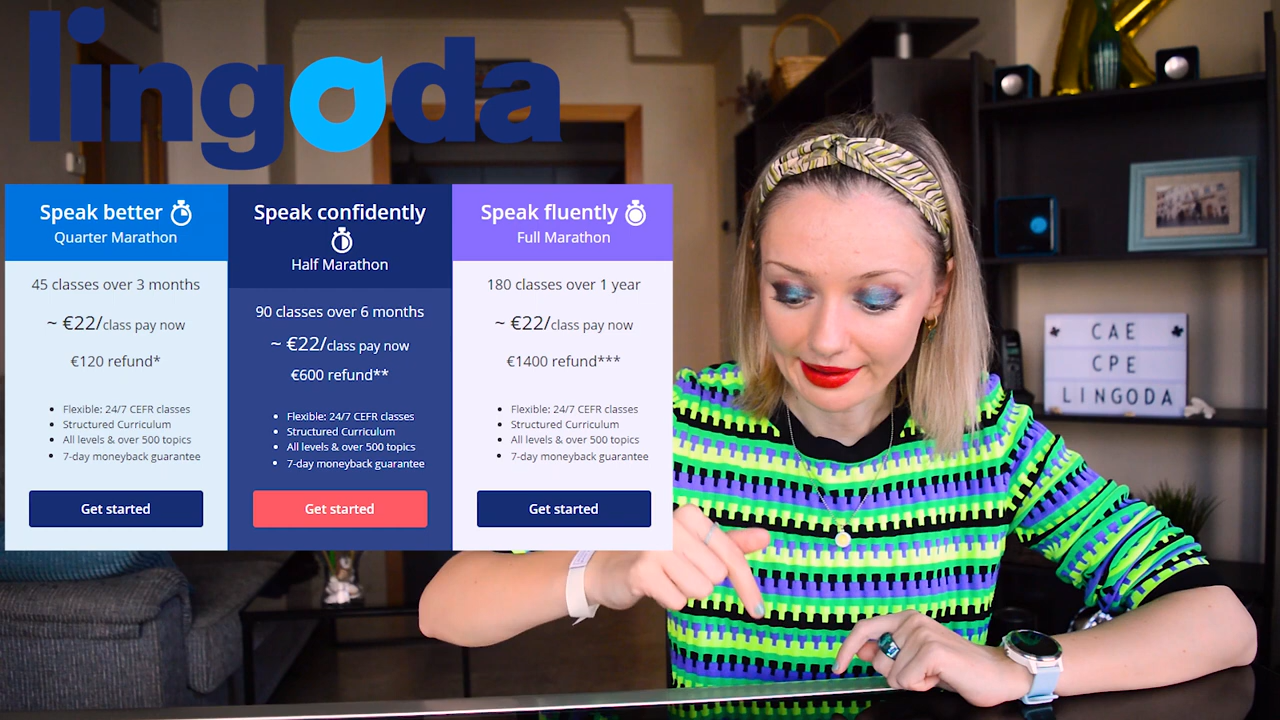 lingoda
Speak better
Quarter Marathon
45 classes over 3 months
~ €22/class pay now
€120 refund*
Flexible: 24/7 CEFR classes
Structured Curriculum
All levels & over 500 topics
7-day moneyback guarantee
Get started
Speak confidently
Half Marathon
90 classes over 6 months
~ €22/class pay now
€600 refund**
Flexible: 24/7 CEFR classes
Structured Curriculum
All levels & over 500 topics
7-day moneyback guarantee
Get started
Speak fluently
Full Marathon
180 classes over 1 year
~ €22/class pay now
€1400 refund***
Flexible: 24/7 CEFR classes
Structured Curriculum
All levels & over 500 topics
7-day moneyback guarantee
Get started
CAE
CPE
LINGODA